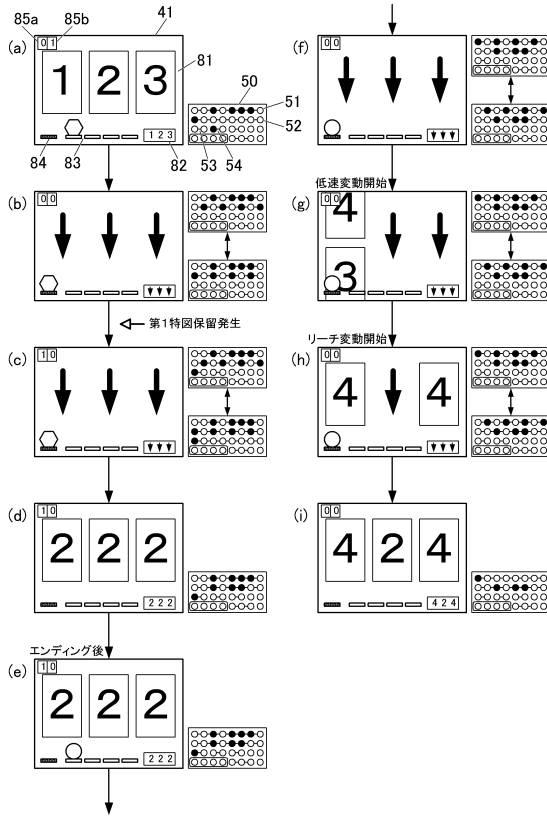 85a 85b 41
(a) 0 1
1 2 3 81
50
51
52
1 2 3
84 83 82 53 54
(b) 0 0
第1特図保留発生
(c) 1 0
(d) 1 0
2 2 2
2 2 2
エンディング後
(e) 1 0
2 2 2
2 2 2
(f) 0 0
低速変動開始
(g) 0 0
4
3
リーチ変動開始
(h) 0 0
4 4
(i) 0 0
4 2 4
4 2 4